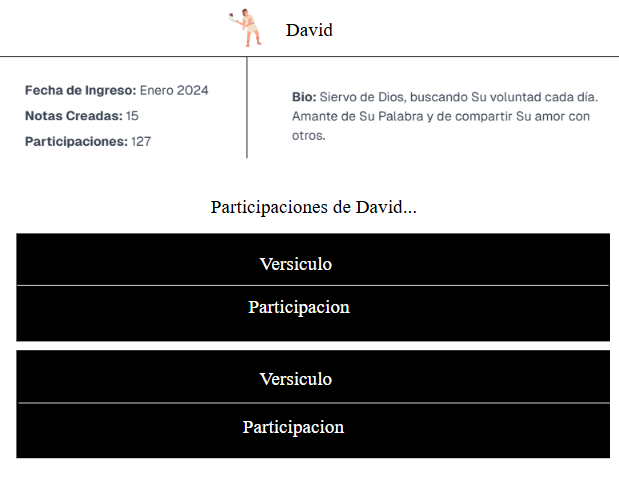 David
Fecha de Ingreso: Enero 2024
Notas Creadas: 15
Participaciones: 127
Bio: Siervo de Dios, buscando Su voluntad cada día.
Amante de Su Palabra y de compartir Su amor con
otros.
Participaciones de David...
Versiculo
Participacion
Versiculo
Participacion